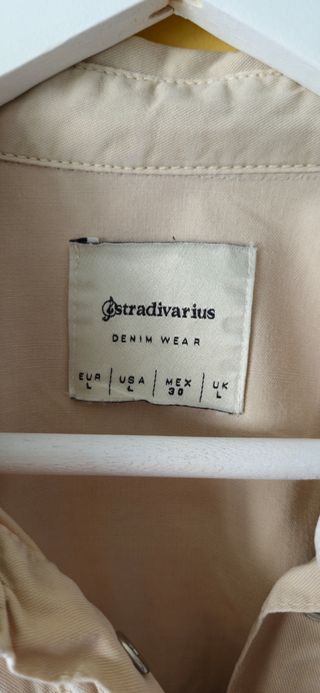 stradivarius
DENIM WEAR
EUR USA MEX UK
L L 30 L